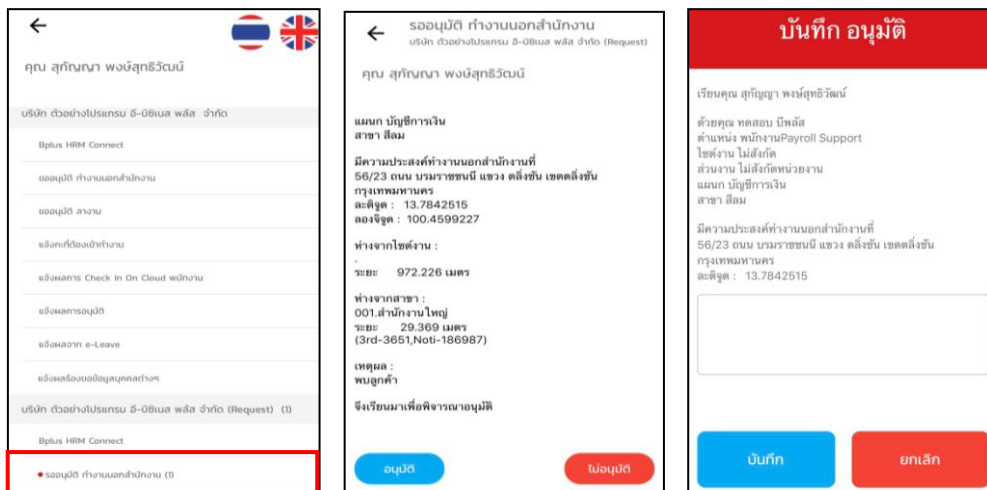 คุณ สุกัญญา พงษ์สุทธิวัฒน์
บริษัท ตัวอย่างโปรแกรม อี-บิซิเนส พลัส จำกัด
Bplus HRM Connect
ขออนุมัติ ทำงานนอกสำนักงาน
ขออนุมัติ ลางาน
แจ้งกะที่ต้องเข้าทำงาน
แจ้งผลการ Check In On Cloud พนักงาน
แจ้งผลการอนุมัติ
แจ้งผลจาก e-Leave
แจ้งผลร้องขอข้อมูลบุคคลต่างๆ
บริษัท ตัวอย่างโปรแกรม อี-บิซิเนส พลัส จำกัด (Request) (1)
Bplus HRM Connect
รออนุมัติ ทำงานนอกสำนักงาน (1)
รออนุมัติ ทำงานนอกสำนักงาน
บริษัท ตัวอย่างโปรแกรม อี-บิซิเนส พลัส จำกัด (Request)
คุณ สุกัญญา พงษ์สุทธิวัฒน์
แผนก บัญชีการเงิน
สาขา สีลม
มีความประสงค์ทำงานนอกสำนักงานที่
56/23 ถนน บรมราชชนนี แขวง ตลิ่งชัน เขตตลิ่งชัน
กรุงเทพมหานคร
ละติจูด : 13.7842515
ลองจิจูด : 100.4599227
ห่างจากไซต์งาน :
.
ระยะ 972.226 เมตร
ห่างจากสาขา :
001.สำนักงานใหญ่
ระยะ 29.369 เมตร
(3rd-3651,Noti-186987)
เหตุผล :
พบลูกค้า
จึงเรียนมาเพื่อพิจารณาอนุมัติ
อนุมัติ
ไม่อนุมัติ
บันทึก อนุมัติ
เรียนคุณ สุกัญญา พงษ์สุทธิวัฒน์
ด้วยคุณ ทดสอบ บีพลัส
ตำแหน่ง พนักงานPayroll Support
ไซต์งาน ไม่สังกัด
ส่วนงาน ไม่สังกัดหน่วยงาน
แผนก บัญชีการเงิน
สาขา สีลม
มีความประสงค์ทำงานนอกสำนักงานที่
56/23 ถนน บรมราชชนนี แขวง ตลิ่งชัน เขตตลิ่งชัน
กรุงเทพมหานคร
ละติจูด : 13.7842515
บันทึก
ยกเลิก